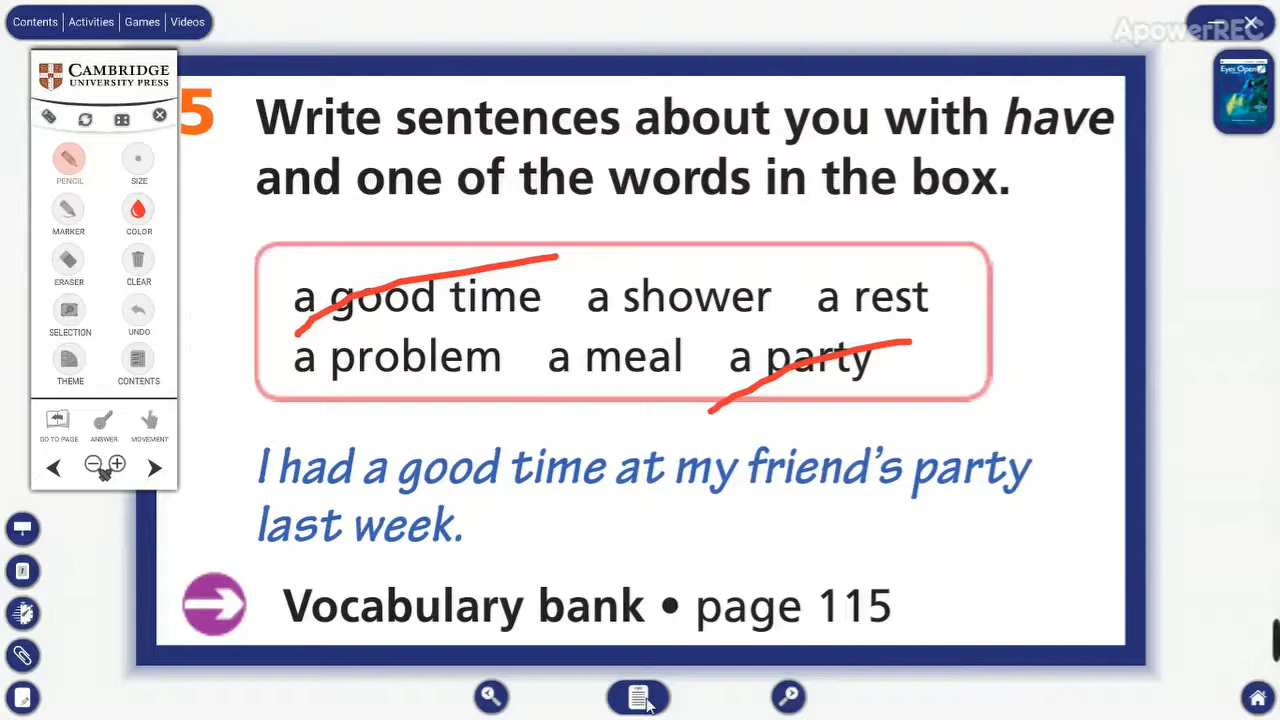 Contents Activities Games Videos
ApowerREC
CAMBRIDGE
UNIVERSITY PRESS
Eyes Open
PENCIL SIZE
MARKER COLOR
ERASER CLEAR
SELECTION UNDO
THEME CONTENTS
GO TO PAGE ANSWER MOVEMENT
5 Write sentences about you with have
and one of the words in the box.
a good time a shower a rest
a problem a meal a party
I had a good time at my friend's party
last week.
Vocabulary bank • page 115